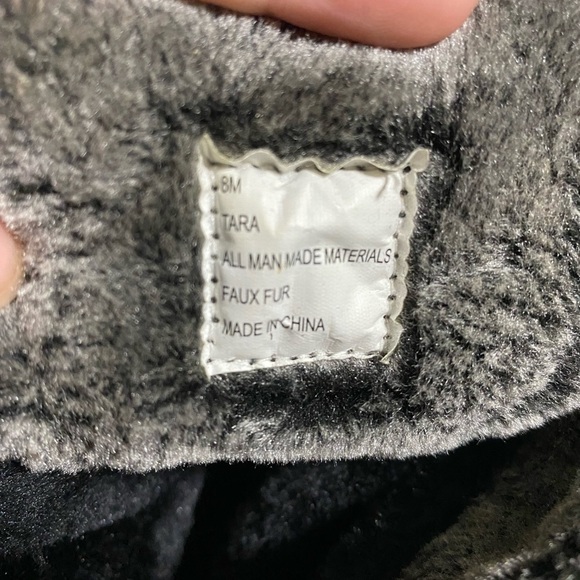 8M
TARA
ALL MAN MADE MATERIALS
FAUX FUR
MADE IN CHINA